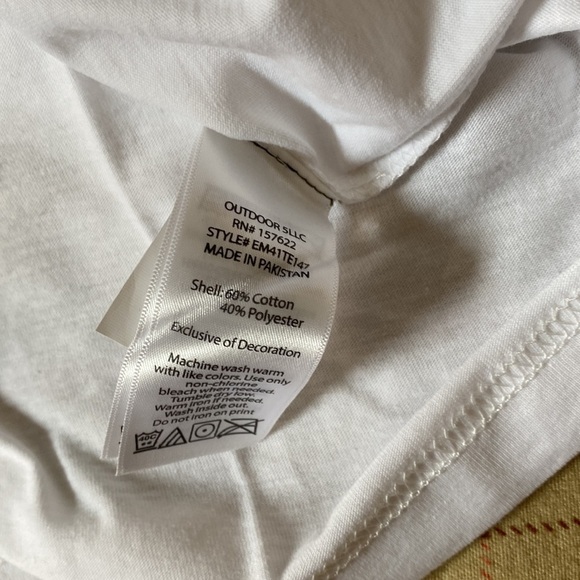 OUTDOOR SLLC
RN# 157622
STYLE# EM41TE147
MADE IN PAKISTAN
Shell: 60% Cotton
40% Polyester
Exclusive of Decoration
Machine wash warm
with like colors. Use only
non-chlorine
bleach when needed.
Tumble dry low.
Warm iron if needed.
Wash inside out.
Do not iron on print
40C